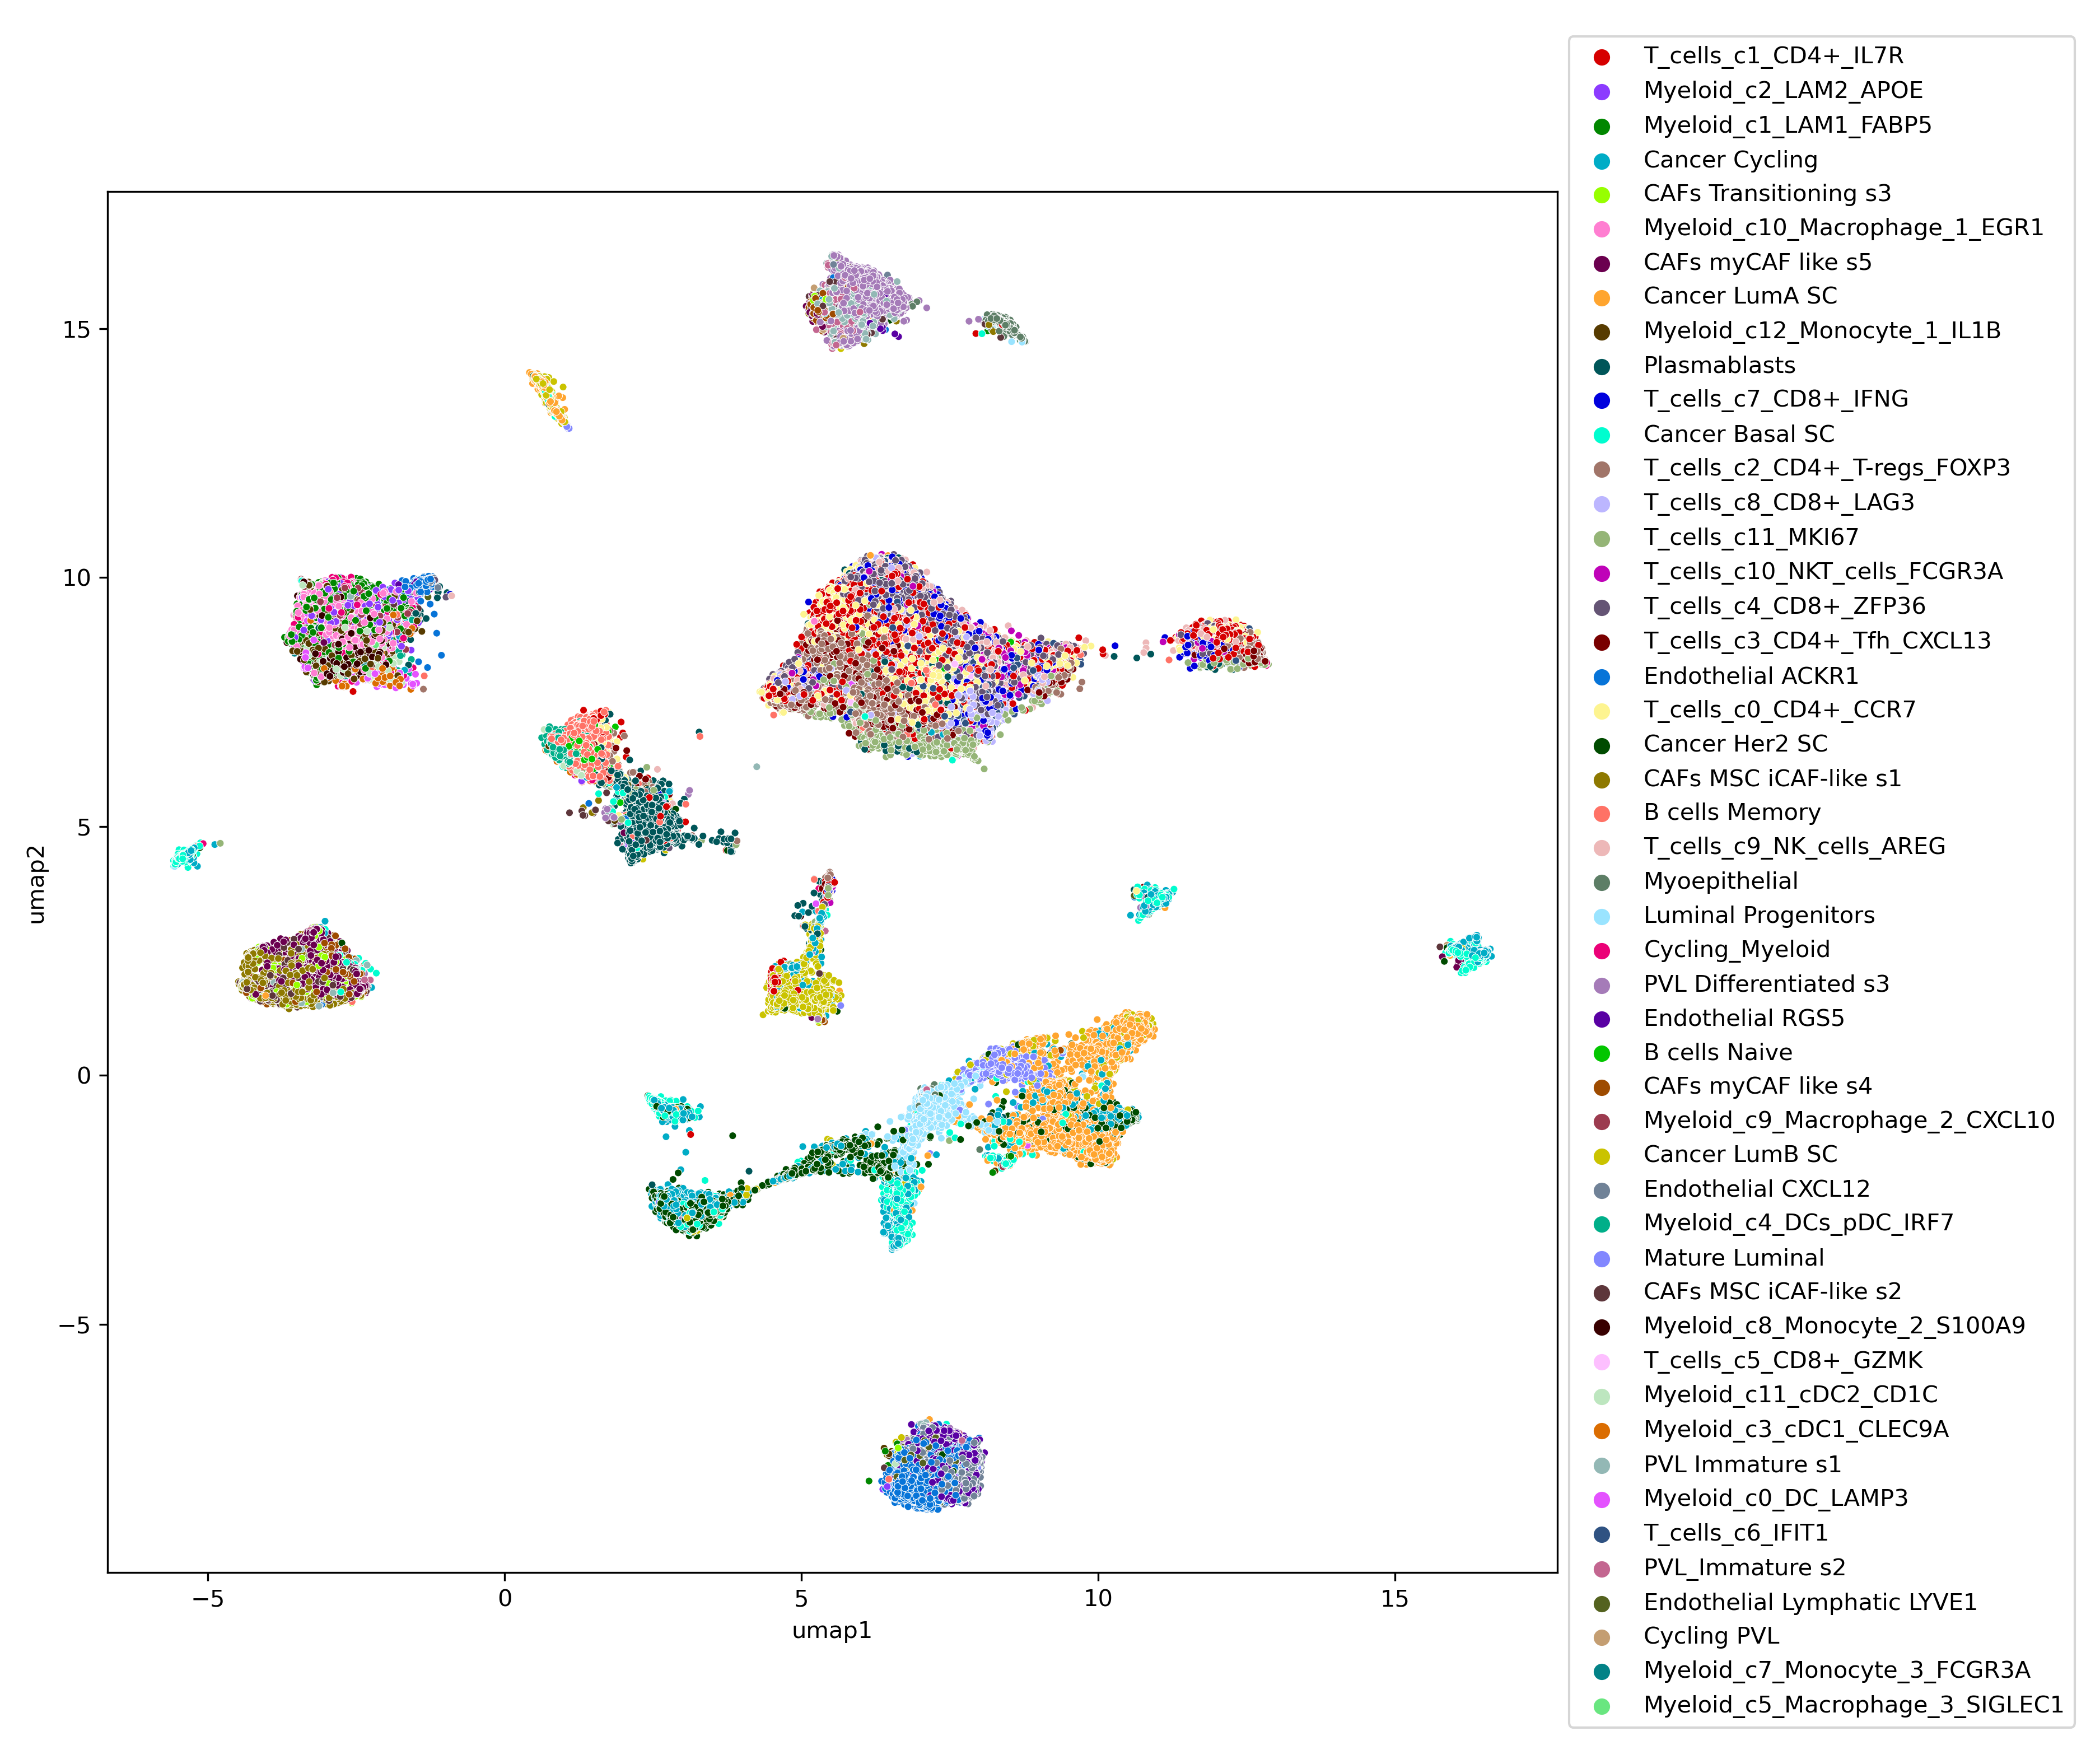 T_cells_c1_CD4+_IL7R
Myeloid_c2_LAM2_APOE
Myeloid_c1_LAM1_FABP5
Cancer Cycling
CAFs Transitioning s3
Myeloid_c10_Macrophage_1_EGR1
CAFs myCAF like s5
Cancer LumA SC
Myeloid_c12_Monocyte_1_IL1B
Plasmablasts
T_cells_c7_CD8+_IFNG
Cancer Basal SC
T_cells_c2_CD4+_T-regs_FOXP3
T_cells_c8_CD8+_LAG3
T_cells_c11_MKI67
T_cells_c10_NKT_cells_FCGR3A
T_cells_c4_CD8+_ZFP36
T_cells_c3_CD4+_Tfh_CXCL13
Endothelial ACKR1
T_cells_c0_CD4+_CCR7
Cancer Her2 SC
CAFs MSC iCAF-like s1
B cells Memory
T_cells_c9_NK_cells_AREG
Myoepithelial
Luminal Progenitors
Cycling_Myeloid
PVL Differentiated s3
Endothelial RGS5
B cells Naive
CAFs myCAF like s4
Myeloid_c9_Macrophage_2_CXCL10
Cancer LumB SC
Endothelial CXCL12
Myeloid_c4_DCs_pDC_IRF7
Mature Luminal
CAFs MSC iCAF-like s2
Myeloid_c8_Monocyte_2_S100A9
T_cells_c5_CD8+_GZMK
Myeloid_c11_cDC2_CD1C
Myeloid_c3_cDC1_CLEC9A
PVL Immature s1
Myeloid_c0_DC_LAMP3
T_cells_c6_IFIT1
PVL_Immature s2
Endothelial Lymphatic LYVE1
Cycling PVL
Myeloid_c7_Monocyte_3_FCGR3A
Myeloid_c5_Macrophage_3_SIGLEC1
15
10
5
0
−5
umap2
−5 0 5 10 15
umap1